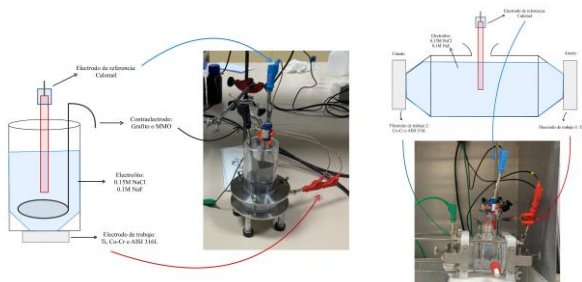 Electrodo de referencia:
Calomel
Contraelectrodo:
Grafito o MMO
Electrolito:
0.15M NaCl
0.1M NaF
Electrodo de trabajo:
Ti, Co-Cr o AISI 316L
Electrodo de referencia:
Calomel
Electrolito:
0.15M NaCl
0.1M NaF
Cátodo
Ánodo
Electrodo de trabajo 2:
Co-Cr o AISI 316L
Electrodo de trabajo 1: